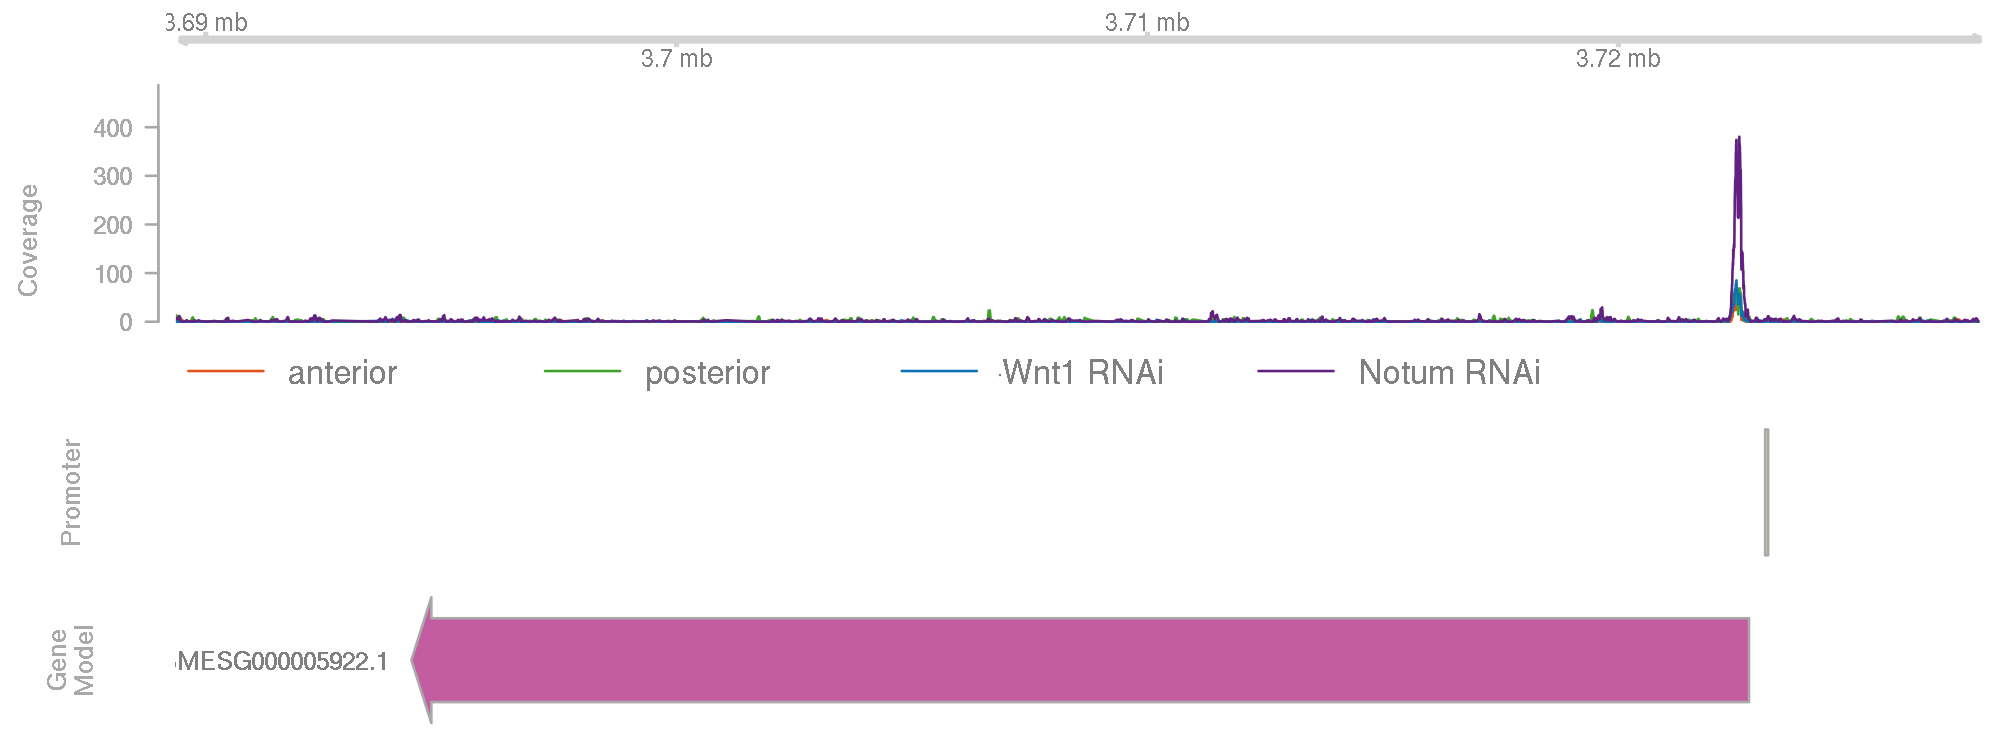 3.69 mb
3.71 mb
3.7 mb
3.72 mb
Coverage
400
300
200
100
0
anterior
posterior
Wnt1 RNAi
Notum RNAi
Promoter
Gene
Model
MESG000005922.1